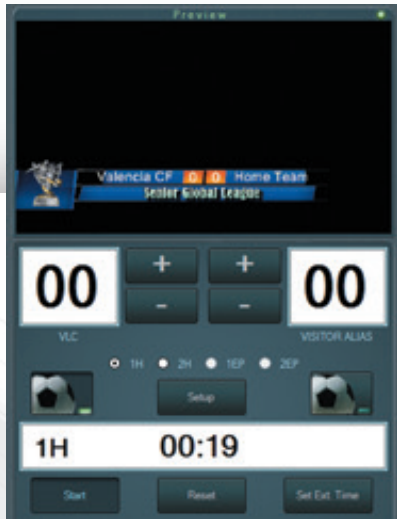 Preview
Valencia CF 0 0 Home Team
Senior Global League
00 + + 00
- -
VLC VISITOR ALIAS
1H 2H 1EP 2EP
Setup
1H 00:19
Start Reset Set Ext. Time